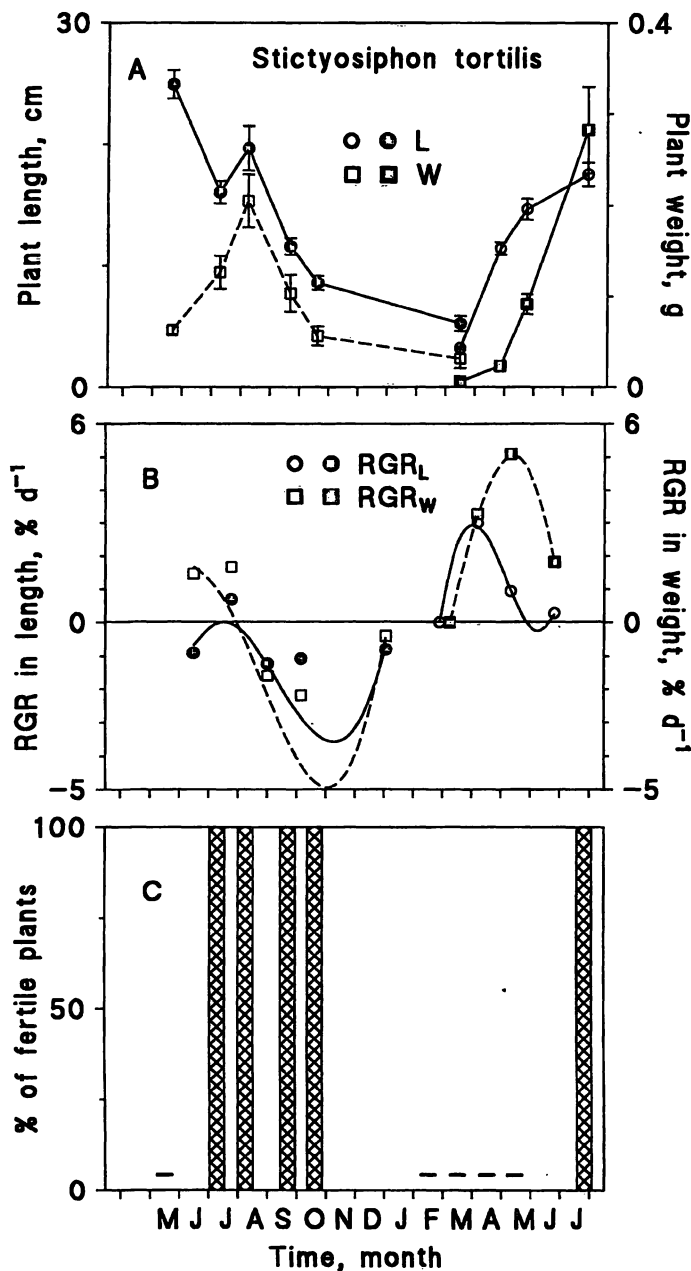 30
0.4
A
Stictyosiphon tortilis
L
W
Plant length, cm
Plant weight, g
0
0
6
6
B
RGR_L
RGR_W
RGR in length, % d⁻¹
RGR in weight, % d⁻¹
0
0
−5
−5
100
C
50
% of fertile plants
0
M J J A S O N D J F M A M J J
Time, month